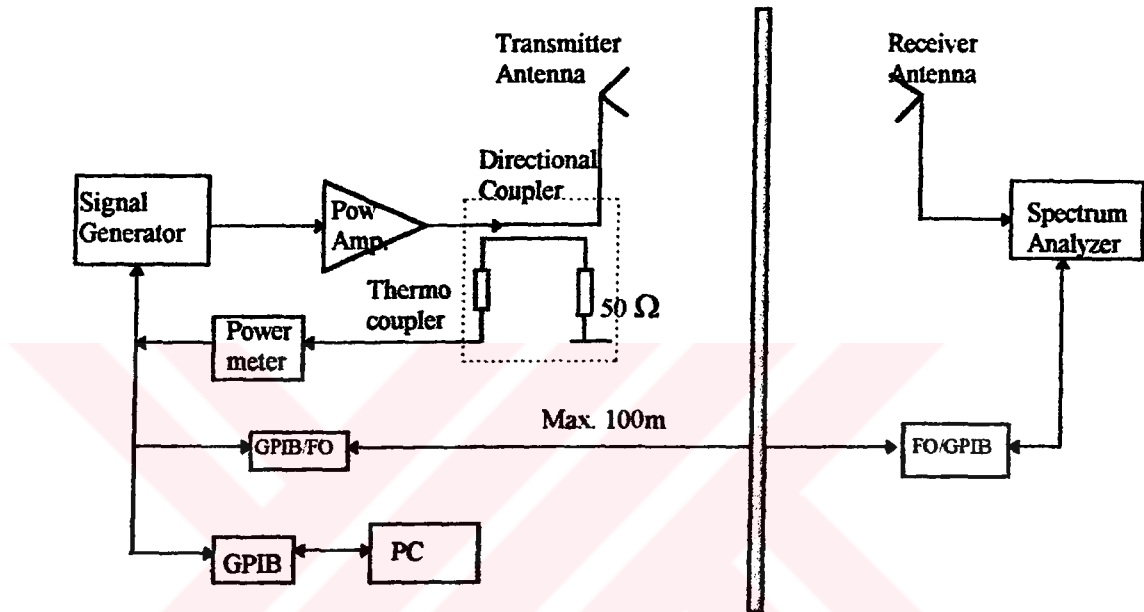 Transmitter
Antenna
Receiver
Antenna
Directional
Coupler
Signal
Generator
Pow
Amp.
Spectrum
Analyzer
Thermo
coupler
50 Ω
Power
meter
Max. 100m
GPIB/FO
FO/GPIB
GPIB
PC